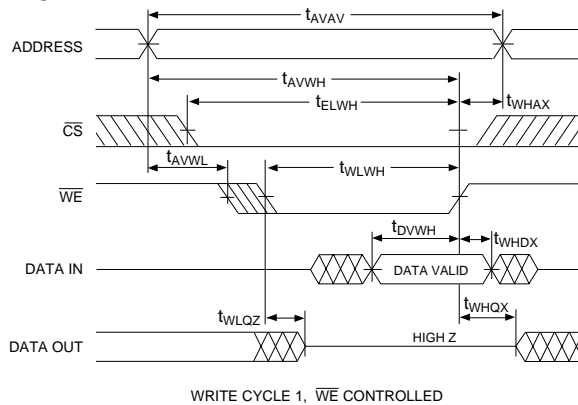 tAVAV
ADDRESS
tAVWH
tELWH
tWHAX
CS
tAVWL
tWLWH
WE
tDVWH
tWHDX
DATA IN
DATA VALID
tWLQZ
tWHQX
DATA OUT
HIGH Z
WRITE CYCLE 1, WE CONTROLLED